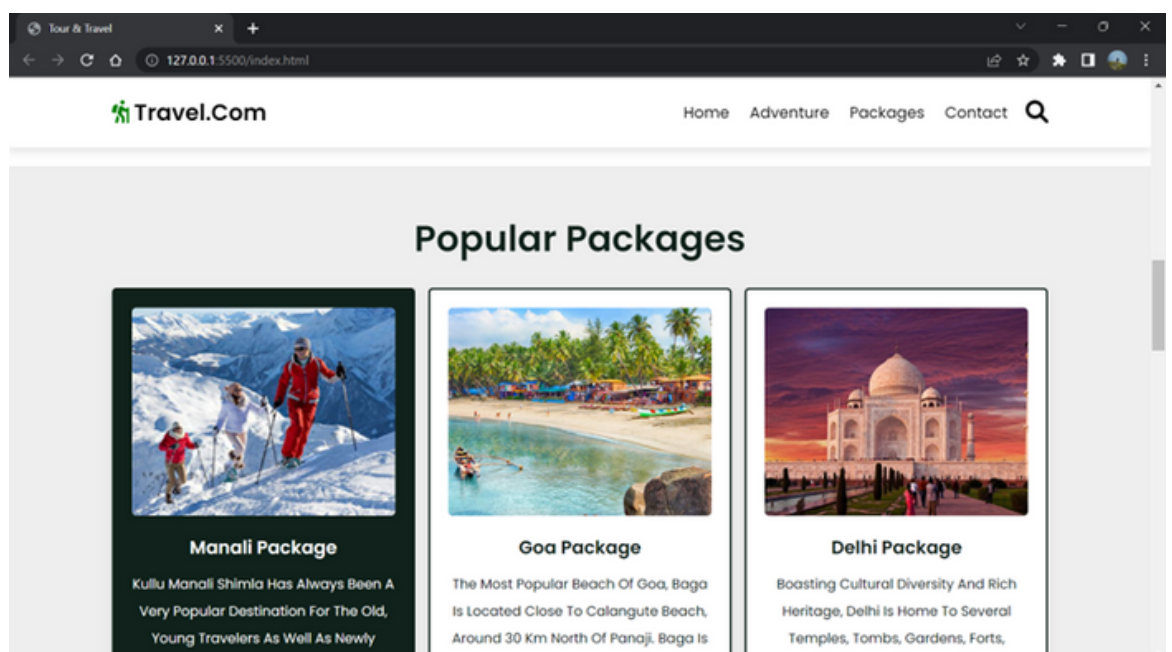 Tour & Travel
127.0.0.1:5500/index.html
Travel.Com
Home Adventure Packages Contact
Popular Packages
Manali Package
Kullu Manali Shimla Has Always Been A
Very Popular Destination For The Old,
Young Travelers As Well As Newly
Goa Package
The Most Popular Beach Of Goa, Baga
Is Located Close To Calangute Beach,
Around 30 Km North Of Panaji. Baga Is
Delhi Package
Boasting Cultural Diversity And Rich
Heritage, Delhi Is Home To Several
Temples, Tombs, Gardens, Forts,